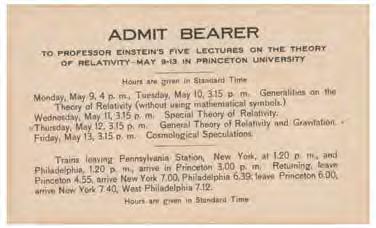 ADMIT BEARER
TO PROFESSOR EINSTEIN'S FIVE LECTURES ON THE THEORY
OF RELATIVITY—MAY 9-13 IN PRINCETON UNIVERSITY
Hours are given in Standard Time
Monday, May 9, 4 p. m., Tuesday, May 10, 3.15 p. m. Generalities on the
Theory of Relativity (without using mathematical symbols.)
Wednesday, May 11, 3.15 p. m. Special Theory of Relativity.
Thursday, May 12, 3.15 p. m. General Theory of Relativity and Gravitation.
Friday, May 13, 3.15 p. m. Cosmological Speculations.
Trains leaving Pennsylvania Station, New York, at 1.20 p. m., and
Philadelphia, 1.20 p. m., arrive in Princeton 3.00 p. m. Returning, leave
Princeton 4.55, arrive New York 7.00, Philadelphia 6.39; leave Princeton 6.00,
arrive New York 7.40, West Philadelphia 7.12.
Hours are given in Standard Time